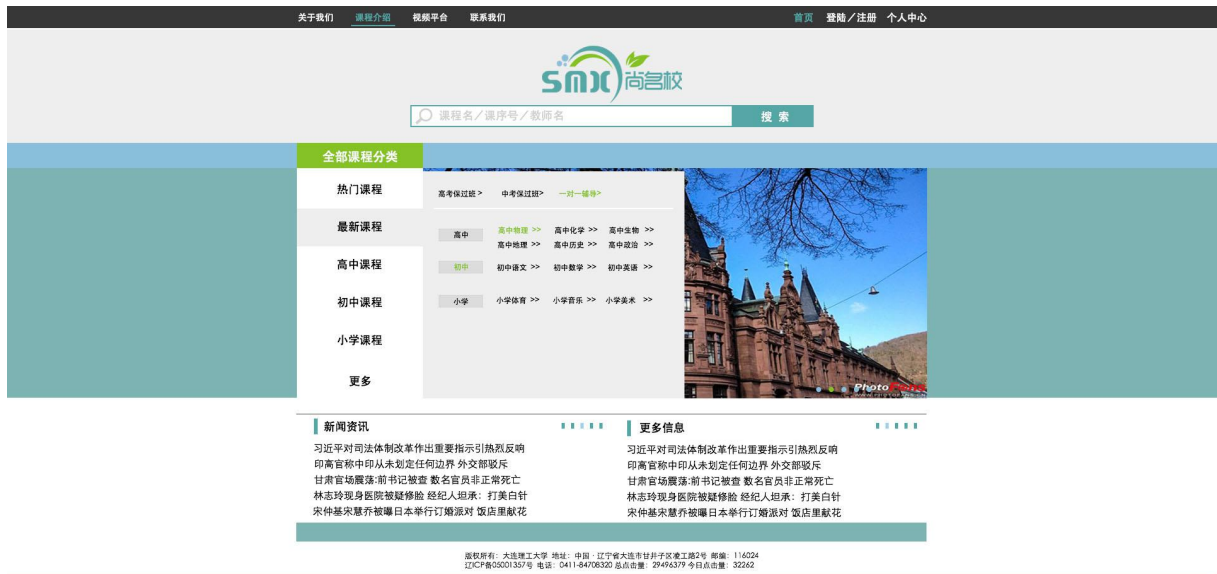 关于我们 课程介绍 视频平台 联系我们 首页 登陆／注册 个人中心
smx 尚名校
课程名／课序号／教师名 搜 索
全部课程分类
热门课程
最新课程
高中课程
初中课程
小学课程
更多
高考保过班 > 中考保过班> 一对一辅导>
高中 高中物理 >> 高中化学 >> 高中生物 >>
高中地理 >> 高中历史 >> 高中政治 >>
初中 初中语文 >> 初中数学 >> 初中英语 >>
小学 小学体育 >> 小学音乐 >> 小学美术 >>
Photo
新闻资讯
习近平对司法体制改革作出重要指示引热烈反响
印高官称中印从未划定任何边界 外交部驳斥
甘肃官场震荡:前书记被查 数名官员非正常死亡
林志玲现身医院被疑修脸 经纪人坦承：打美白针
宋仲基宋慧乔被曝日本举行订婚派对 饭店里献花
更多信息
习近平对司法体制改革作出重要指示引热烈反响
印高官称中印从未划定任何边界 外交部驳斥
甘肃官场震荡:前书记被查 数名官员非正常死亡
林志玲现身医院被疑修脸 经纪人坦承：打美白针
宋仲基宋慧乔被曝日本举行订婚派对 饭店里献花
版权所有：大连理工大学 地址：中国·辽宁省大连市甘井子区凌工路2号 邮编：116024
辽ICP备05001357号 电话：0411-84708320 总点击量：29496379 今日点击量：32262